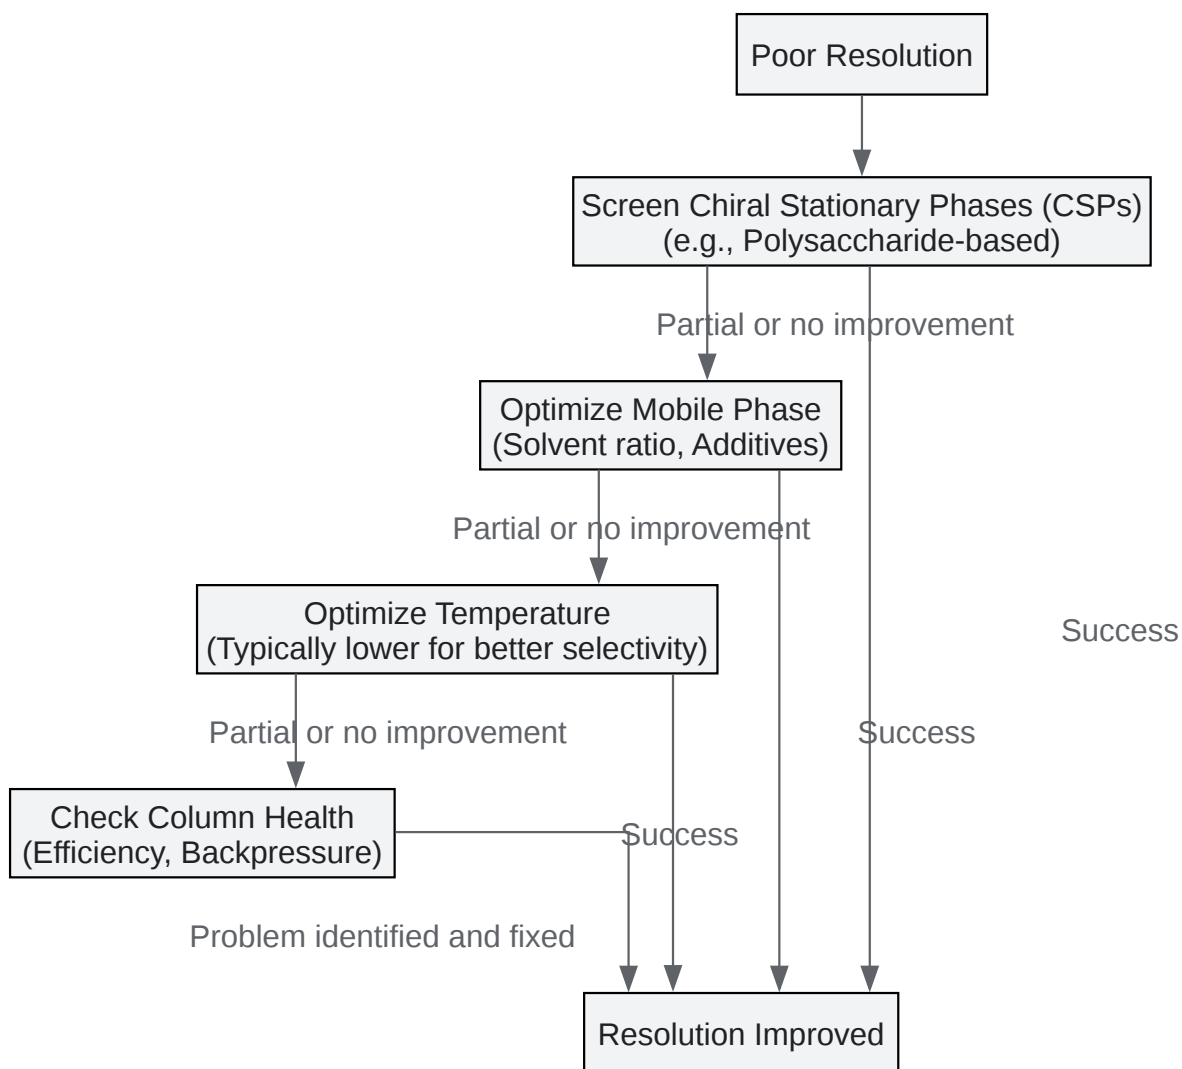 Poor Resolution
Screen Chiral Stationary Phases (CSPs)
(e.g., Polysaccharide-based)
Partial or no improvement
Optimize Mobile Phase
(Solvent ratio, Additives)
Partial or no improvement
Optimize Temperature
(Typically lower for better selectivity)
Success
Partial or no improvement
Success
Check Column Health
(Efficiency, Backpressure)
Success
Problem identified and fixed
Resolution Improved